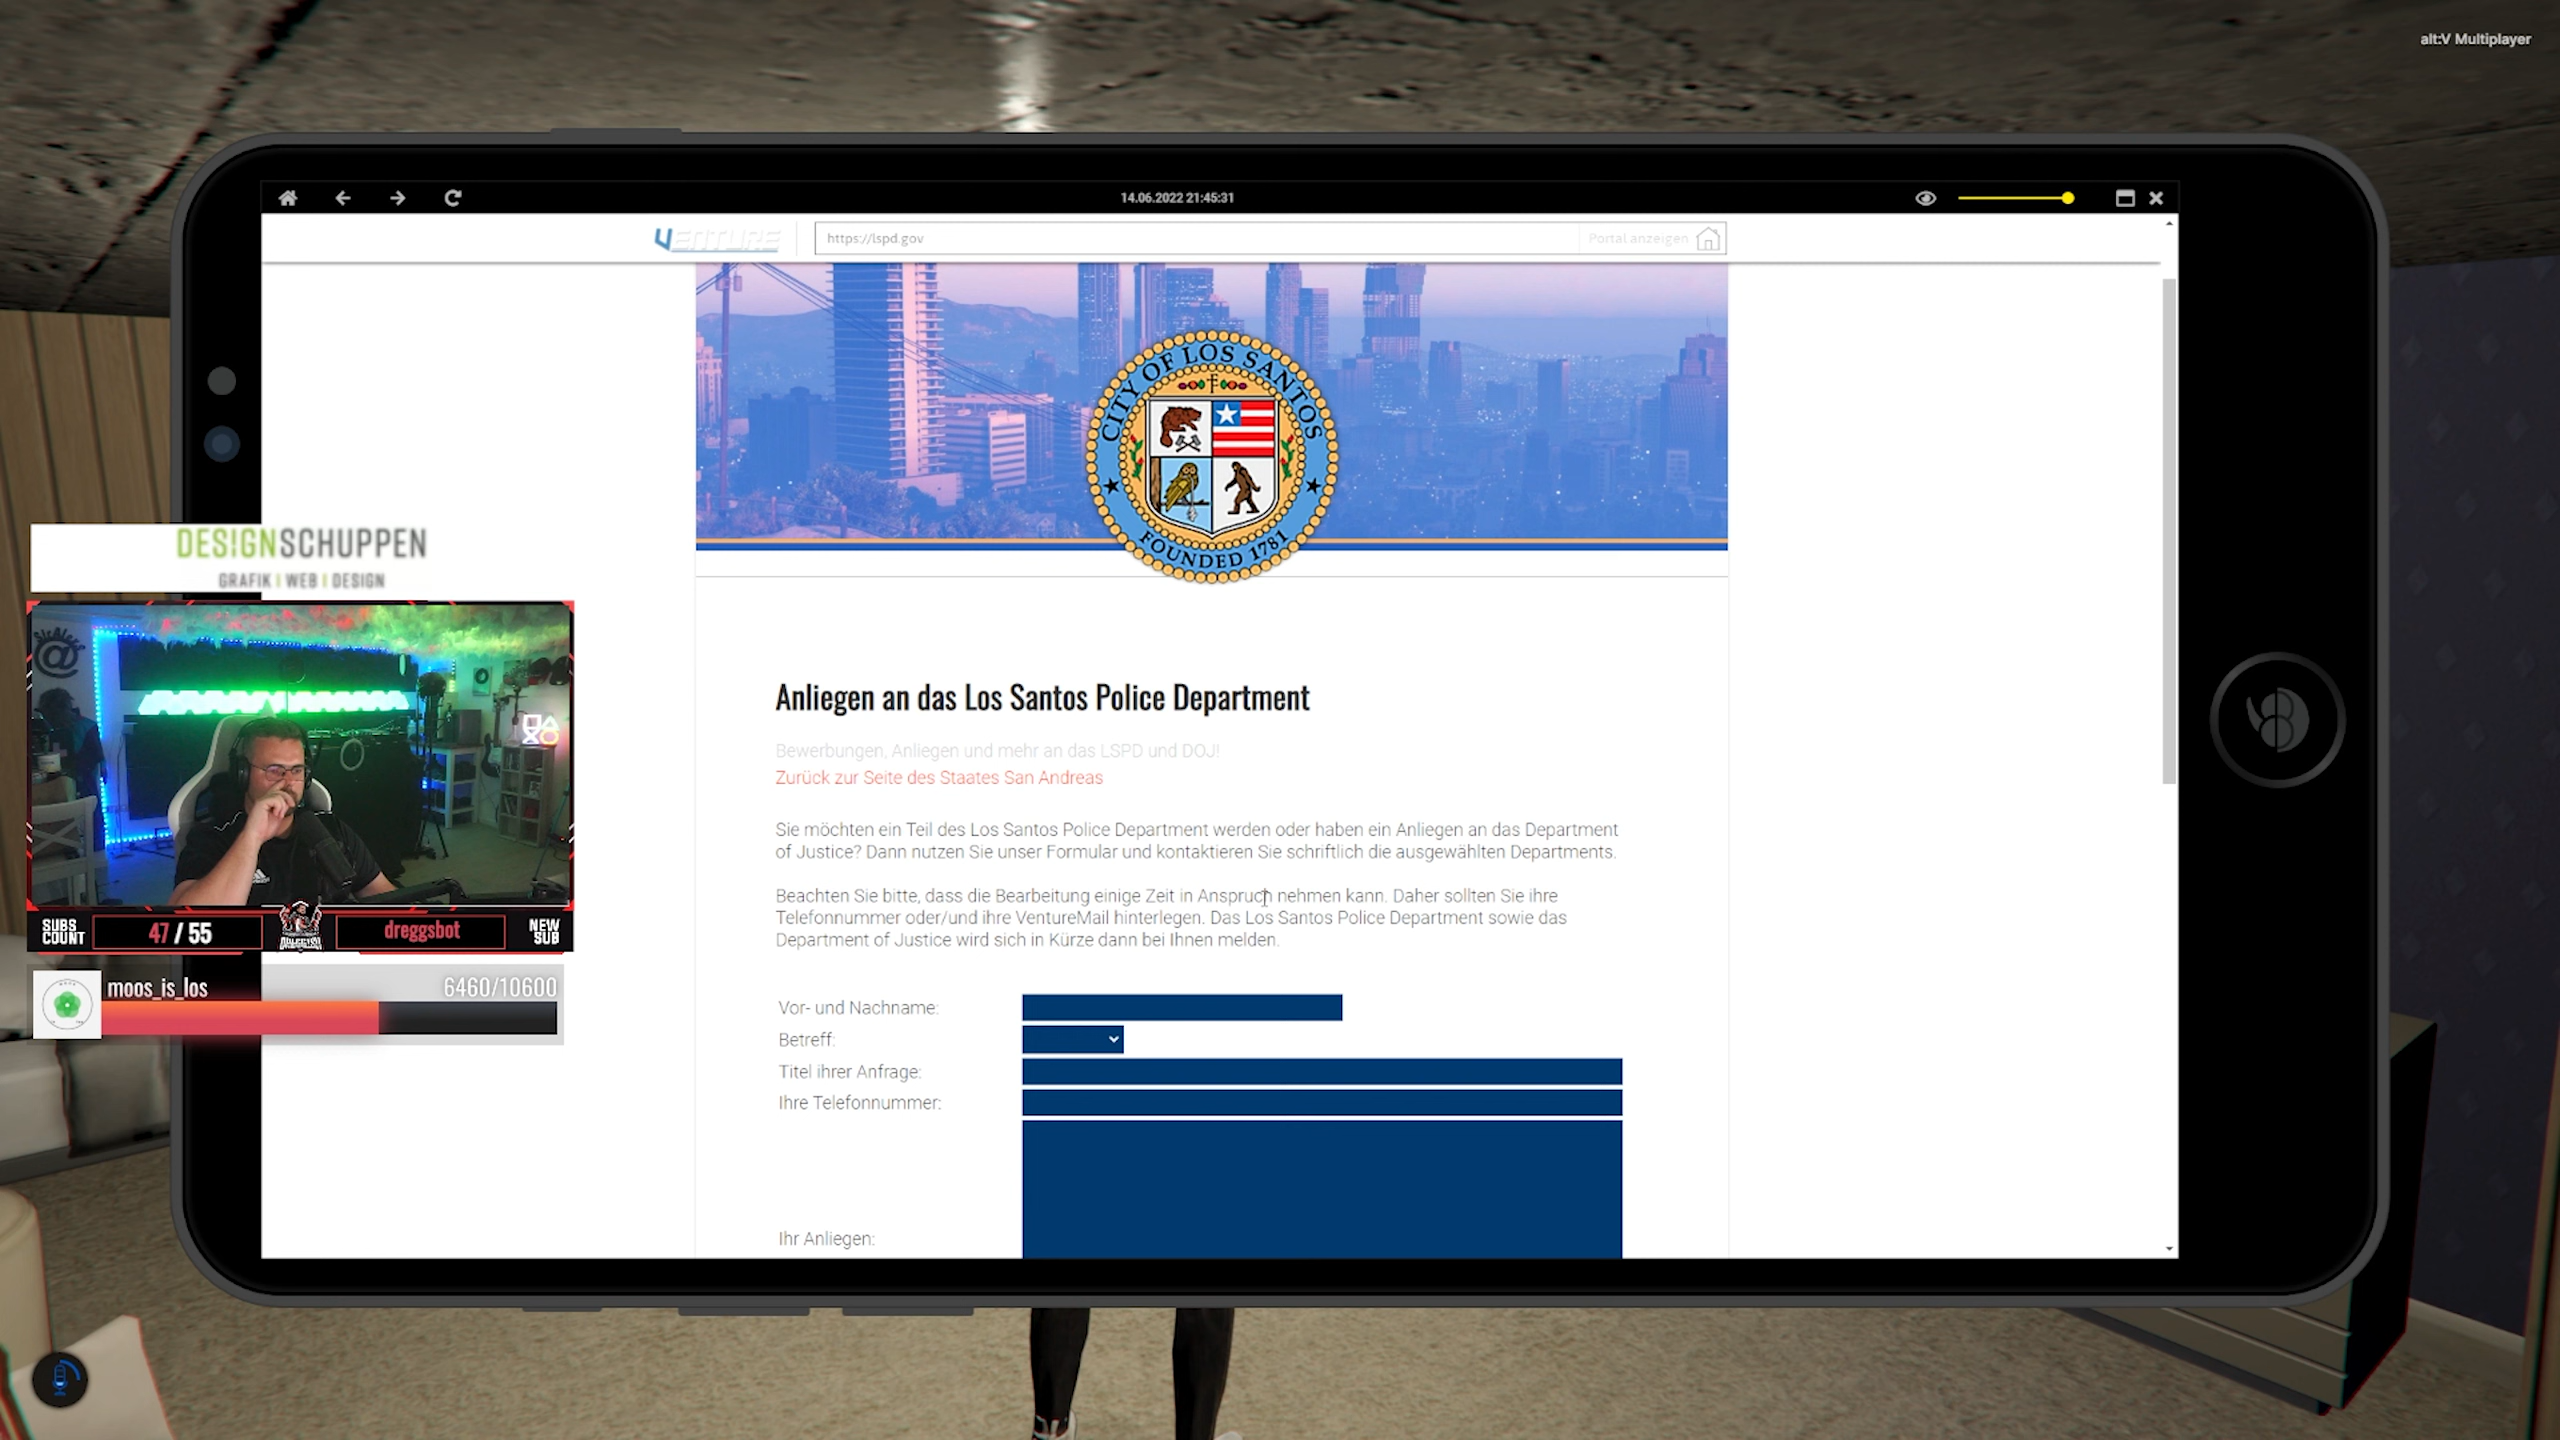 alt:V Multiplayer
14.06.2022 21:45:31
VENTURE
https://lspd.gov
Portal anzeigen
CITY OF LOS SANTOS
FOUNDED 1781
DESIGNSCHUPPEN
GRAFIK | WEB | DESIGN
Anliegen an das Los Santos Police Department
Bewerbungen, Anliegen und mehr an das LSPD und DOJ!
Zurück zur Seite des Staates San Andreas
Sie möchten ein Teil des Los Santos Police Department werden oder haben ein Anliegen an das Department
of Justice? Dann nutzen Sie unser Formular und kontaktieren Sie schriftlich die ausgewählten Departments.
Beachten Sie bitte, dass die Bearbeitung einige Zeit in Anspruch nehmen kann. Daher sollten Sie ihre
Telefonnummer oder/und ihre VentureMail hinterlegen. Das Los Santos Police Department sowie das
Department of Justice wird sich in Kürze dann bei Ihnen melden.
SUBS COUNT
47 / 55
dreggsbot
NEW SUB
moos_is_los
6460/10600
Vor- und Nachname:
Betreff:
Titel ihrer Anfrage:
Ihre Telefonnummer:
Ihr Anliegen: